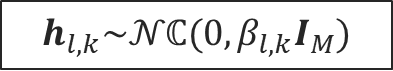 𝒉_{l,k}~𝒩ℂ(0, β_{l,k}𝑰_M)